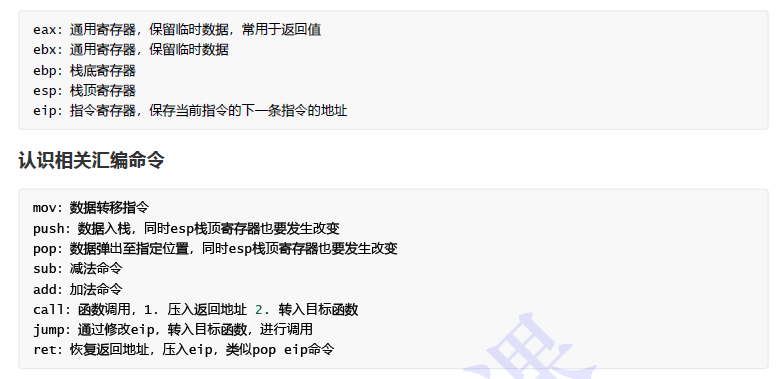 eax: 通用寄存器，保留临时数据，常用于返回值
ebx: 通用寄存器，保留临时数据
ebp: 栈底寄存器
esp: 栈顶寄存器
eip: 指令寄存器，保存当前指令的下一条指令的地址
认识相关汇编命令
mov: 数据转移指令
push: 数据入栈，同时esp栈顶寄存器也要发生改变
pop: 数据弹出至指定位置，同时esp栈顶寄存器也要发生改变
sub: 减法命令
add: 加法命令
call: 函数调用，1. 压入返回地址 2. 转入目标函数
jump: 通过修改eip，转入目标函数，进行调用
ret: 恢复返回地址，压入eip，类似pop eip命令
课